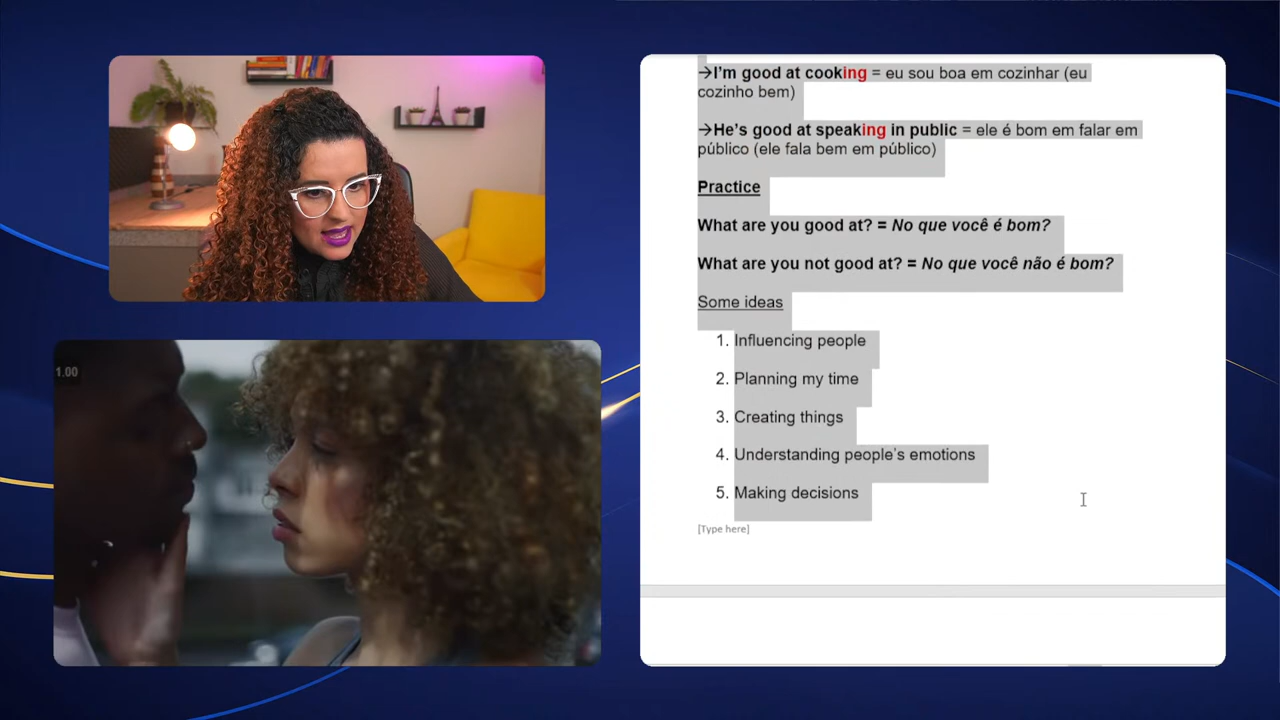 →I'm good at cooking = eu sou boa em cozinhar (eu
cozinho bem)
→He's good at speaking in public = ele é bom em falar em
público (ele fala bem em público)
Practice
What are you good at? = No que você é bom?
What are you not good at? = No que você não é bom?
Some ideas
1. Influencing people
2. Planning my time
3. Creating things
4. Understanding people's emotions
5. Making decisions
[Type here]
1.00